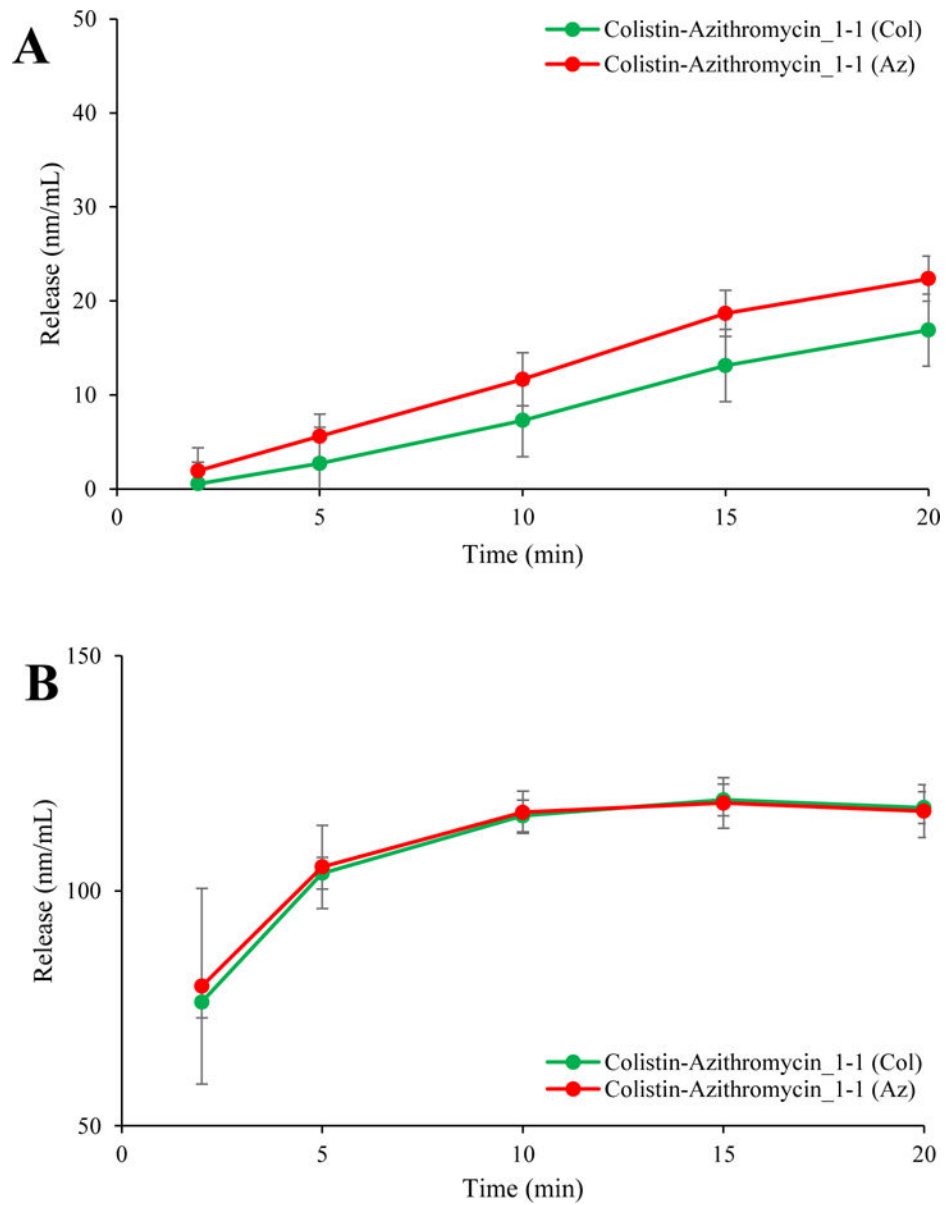 A
50
40
30
20
10
0
Release (nm/mL)
Colistin-Azithromycin_1-1 (Col)
Colistin-Azithromycin_1-1 (Az)
0 5 10 15 20
Time (min)
B
150
100
50
Release (nm/mL)
Colistin-Azithromycin_1-1 (Col)
Colistin-Azithromycin_1-1 (Az)
0 5 10 15 20
Time (min)